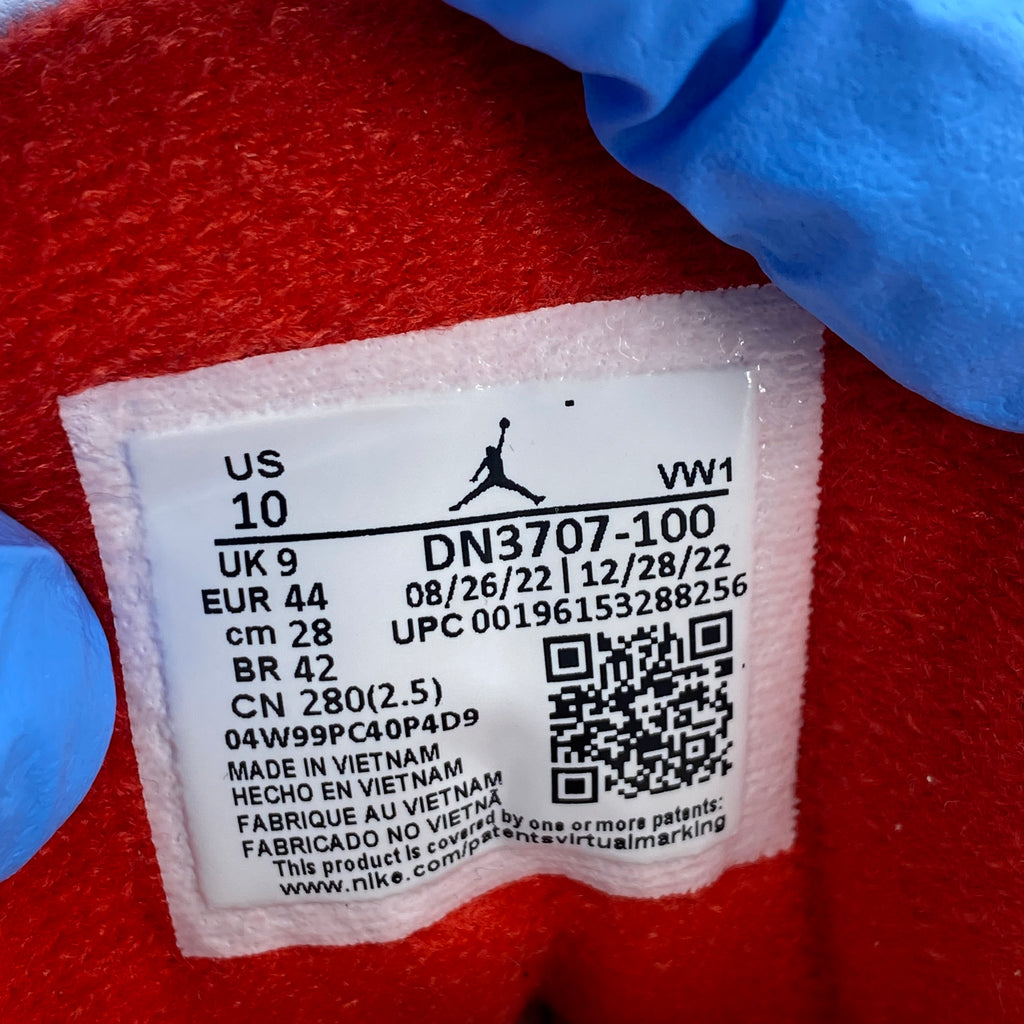 US
10
VW1
DN3707-100
UK 9
08/26/22 | 12/28/22
EUR 44
UPC 00196153288256
cm 28
BR 42
CN 280(2.5)
04W99PC40P4D9
MADE IN VIETNAM
HECHO EN VIETNAM
FABRIQUE AU VIETNAM
FABRICADO NO VIETNÃ
This product is covered by one or more patents:
www.nike.com/patentsvirtualmarking